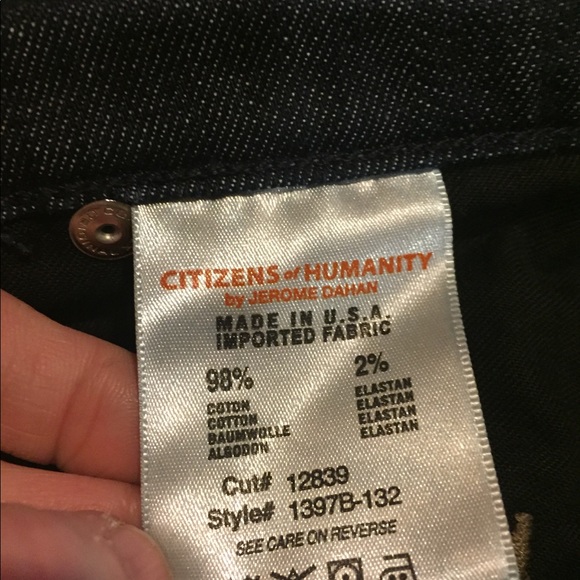 CITIZENS of HUMANITY
by JEROME DAHAN
MADE IN U.S.A.
IMPORTED FABRIC
98% 2%
COTON ELASTAN
COTTON ELASTAN
BAUMWOLLE ELASTAN
ALGODON ELASTAN
Cut# 12839
Style# 1397B-132
SEE CARE ON REVERSE